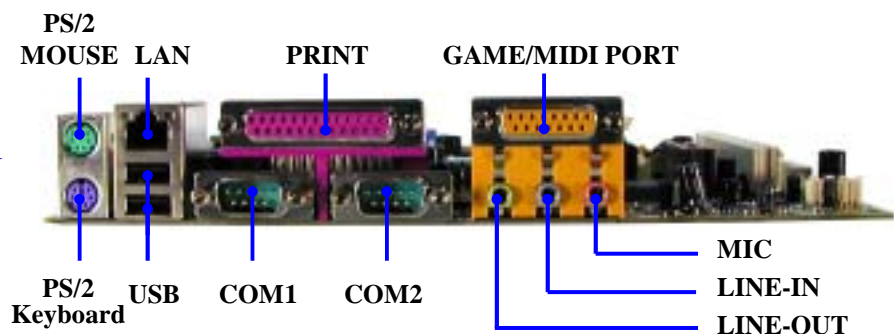 PS/2
MOUSE
LAN
PRINT
GAME/MIDI PORT
PS/2
Keyboard
USB
COM1
COM2
MIC
LINE-IN
LINE-OUT